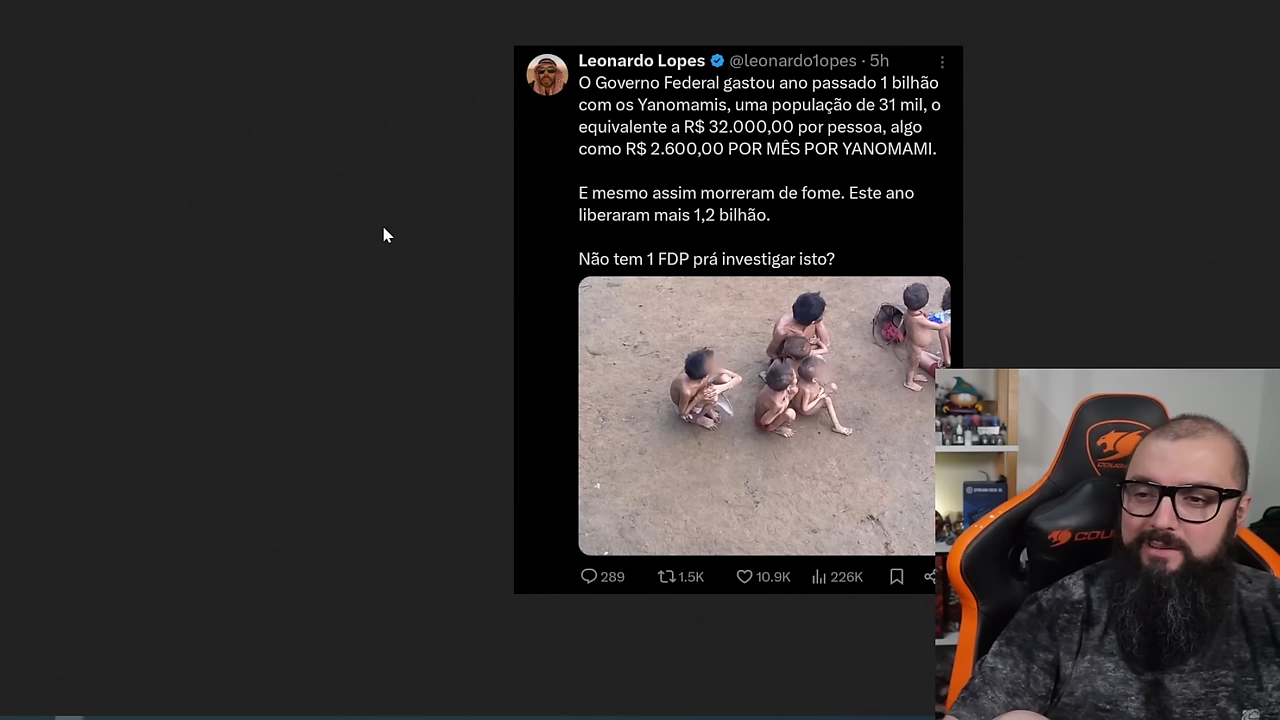 Leonardo Lopes @leonardo1opes · 5h
O Governo Federal gastou ano passado 1 bilhão
com os Yanomamis, uma população de 31 mil, o
equivalente a R$ 32.000,00 por pessoa, algo
como R$ 2.600,00 POR MÊS POR YANOMAMI.
E mesmo assim morreram de fome. Este ano
liberaram mais 1,2 bilhão.
Não tem 1 FDP prá investigar isto?
289 1.5K 10.9K 226K